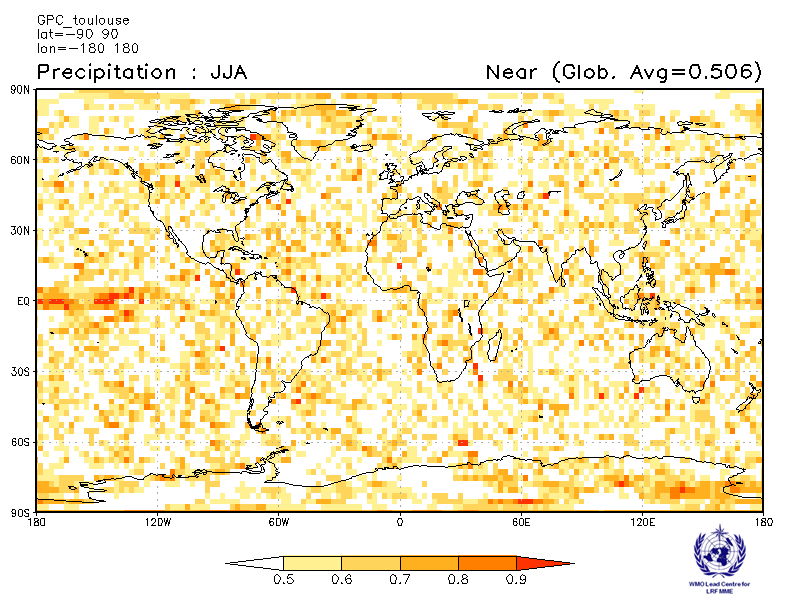 GPC_toulouse
lat=−90 90
lon=−180 180
Precipitation : JJA
Near (Glob. Avg=0.506)
90N
60N
30N
EQ
30S
60S
90S
180 120W 60W 0 60E 120E 180
0.5 0.6 0.7 0.8 0.9
WMO Lead Centre for
LRF MME